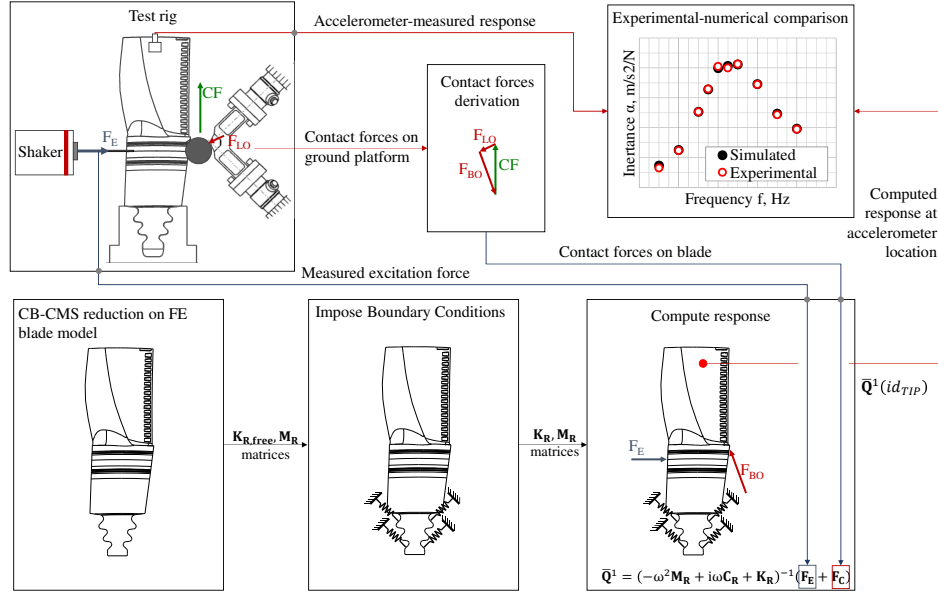 Test rig
Accelerometer-measured response
Experimental-numerical comparison
Inertance α, m/s2/N
Simulated
Experimental
Frequency f, Hz
CF
F_E
F_LO
Shaker
Contact forces on
ground platform
Contact forces
derivation
F_LO
F_BO
CF
Computed
response at
accelerometer
location
Contact forces on blade
Measured excitation force
CB-CMS reduction on FE
blade model
K_R,free, M_R
matrices
Impose Boundary Conditions
K_R, M_R
matrices
Compute response
F_E
F_BO
Q̅¹(id_TIP)
Q̅¹ = (−ω²M_R + iωC_R + K_R)⁻¹(F_E + F_C)